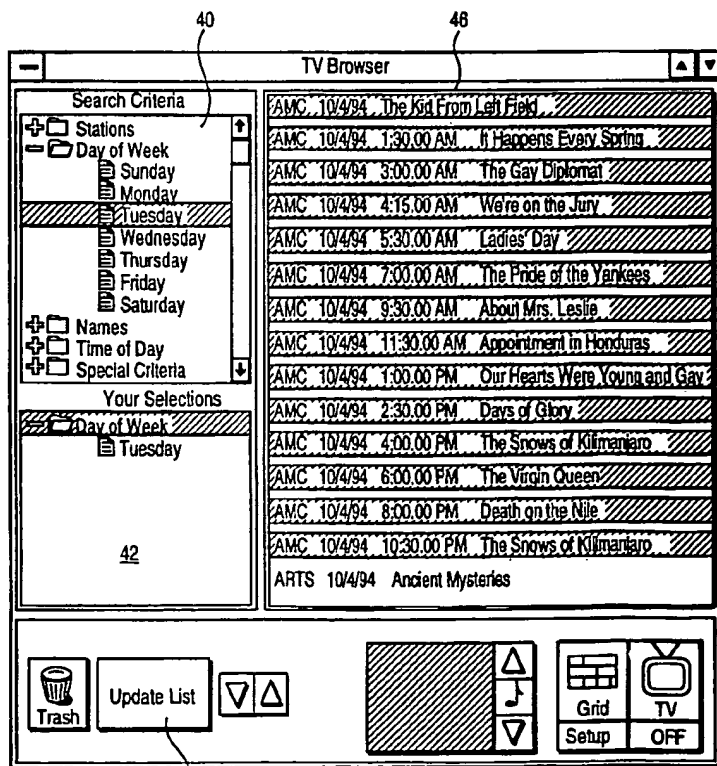 40
46
TV Browser
Search Criteria
Stations
Day of Week
Sunday
Monday
Tuesday
Wednesday
Thursday
Friday
Saturday
Names
Time of Day
Special Criteria
Your Selections
Day of Week
Tuesday
42
AMC 10/4/94 The Kid From Left Field
AMC 10/4/94 1:30.00 AM It Happens Every Spring
AMC 10/4/94 3:00.00 AM The Gay Diplomat
AMC 10/4/94 4:15.00 AM We're on the Jury
AMC 10/4/94 5:30.00 AM Ladies' Day
AMC 10/4/94 7:00.00 AM The Pride of the Yankees
AMC 10/4/94 9:30.00 AM About Mrs. Leslie
AMC 10/4/94 11:30.00 AM Appointment in Honduras
AMC 10/4/94 1:00.00 PM Our Hearts Were Young and Gay
AMC 10/4/94 2:30.00 PM Days of Glory
AMC 10/4/94 4:00.00 PM The Snows of Kilimanjaro
AMC 10/4/94 6:00.00 PM The Virgin Queen
AMC 10/4/94 8:00.00 PM Death on the Nile
AMC 10/4/94 10:30.00 PM The Snows of Kilimanjaro
ARTS 10/4/94 Ancient Mysteries
Trash
Update List
Grid
TV
Setup
OFF